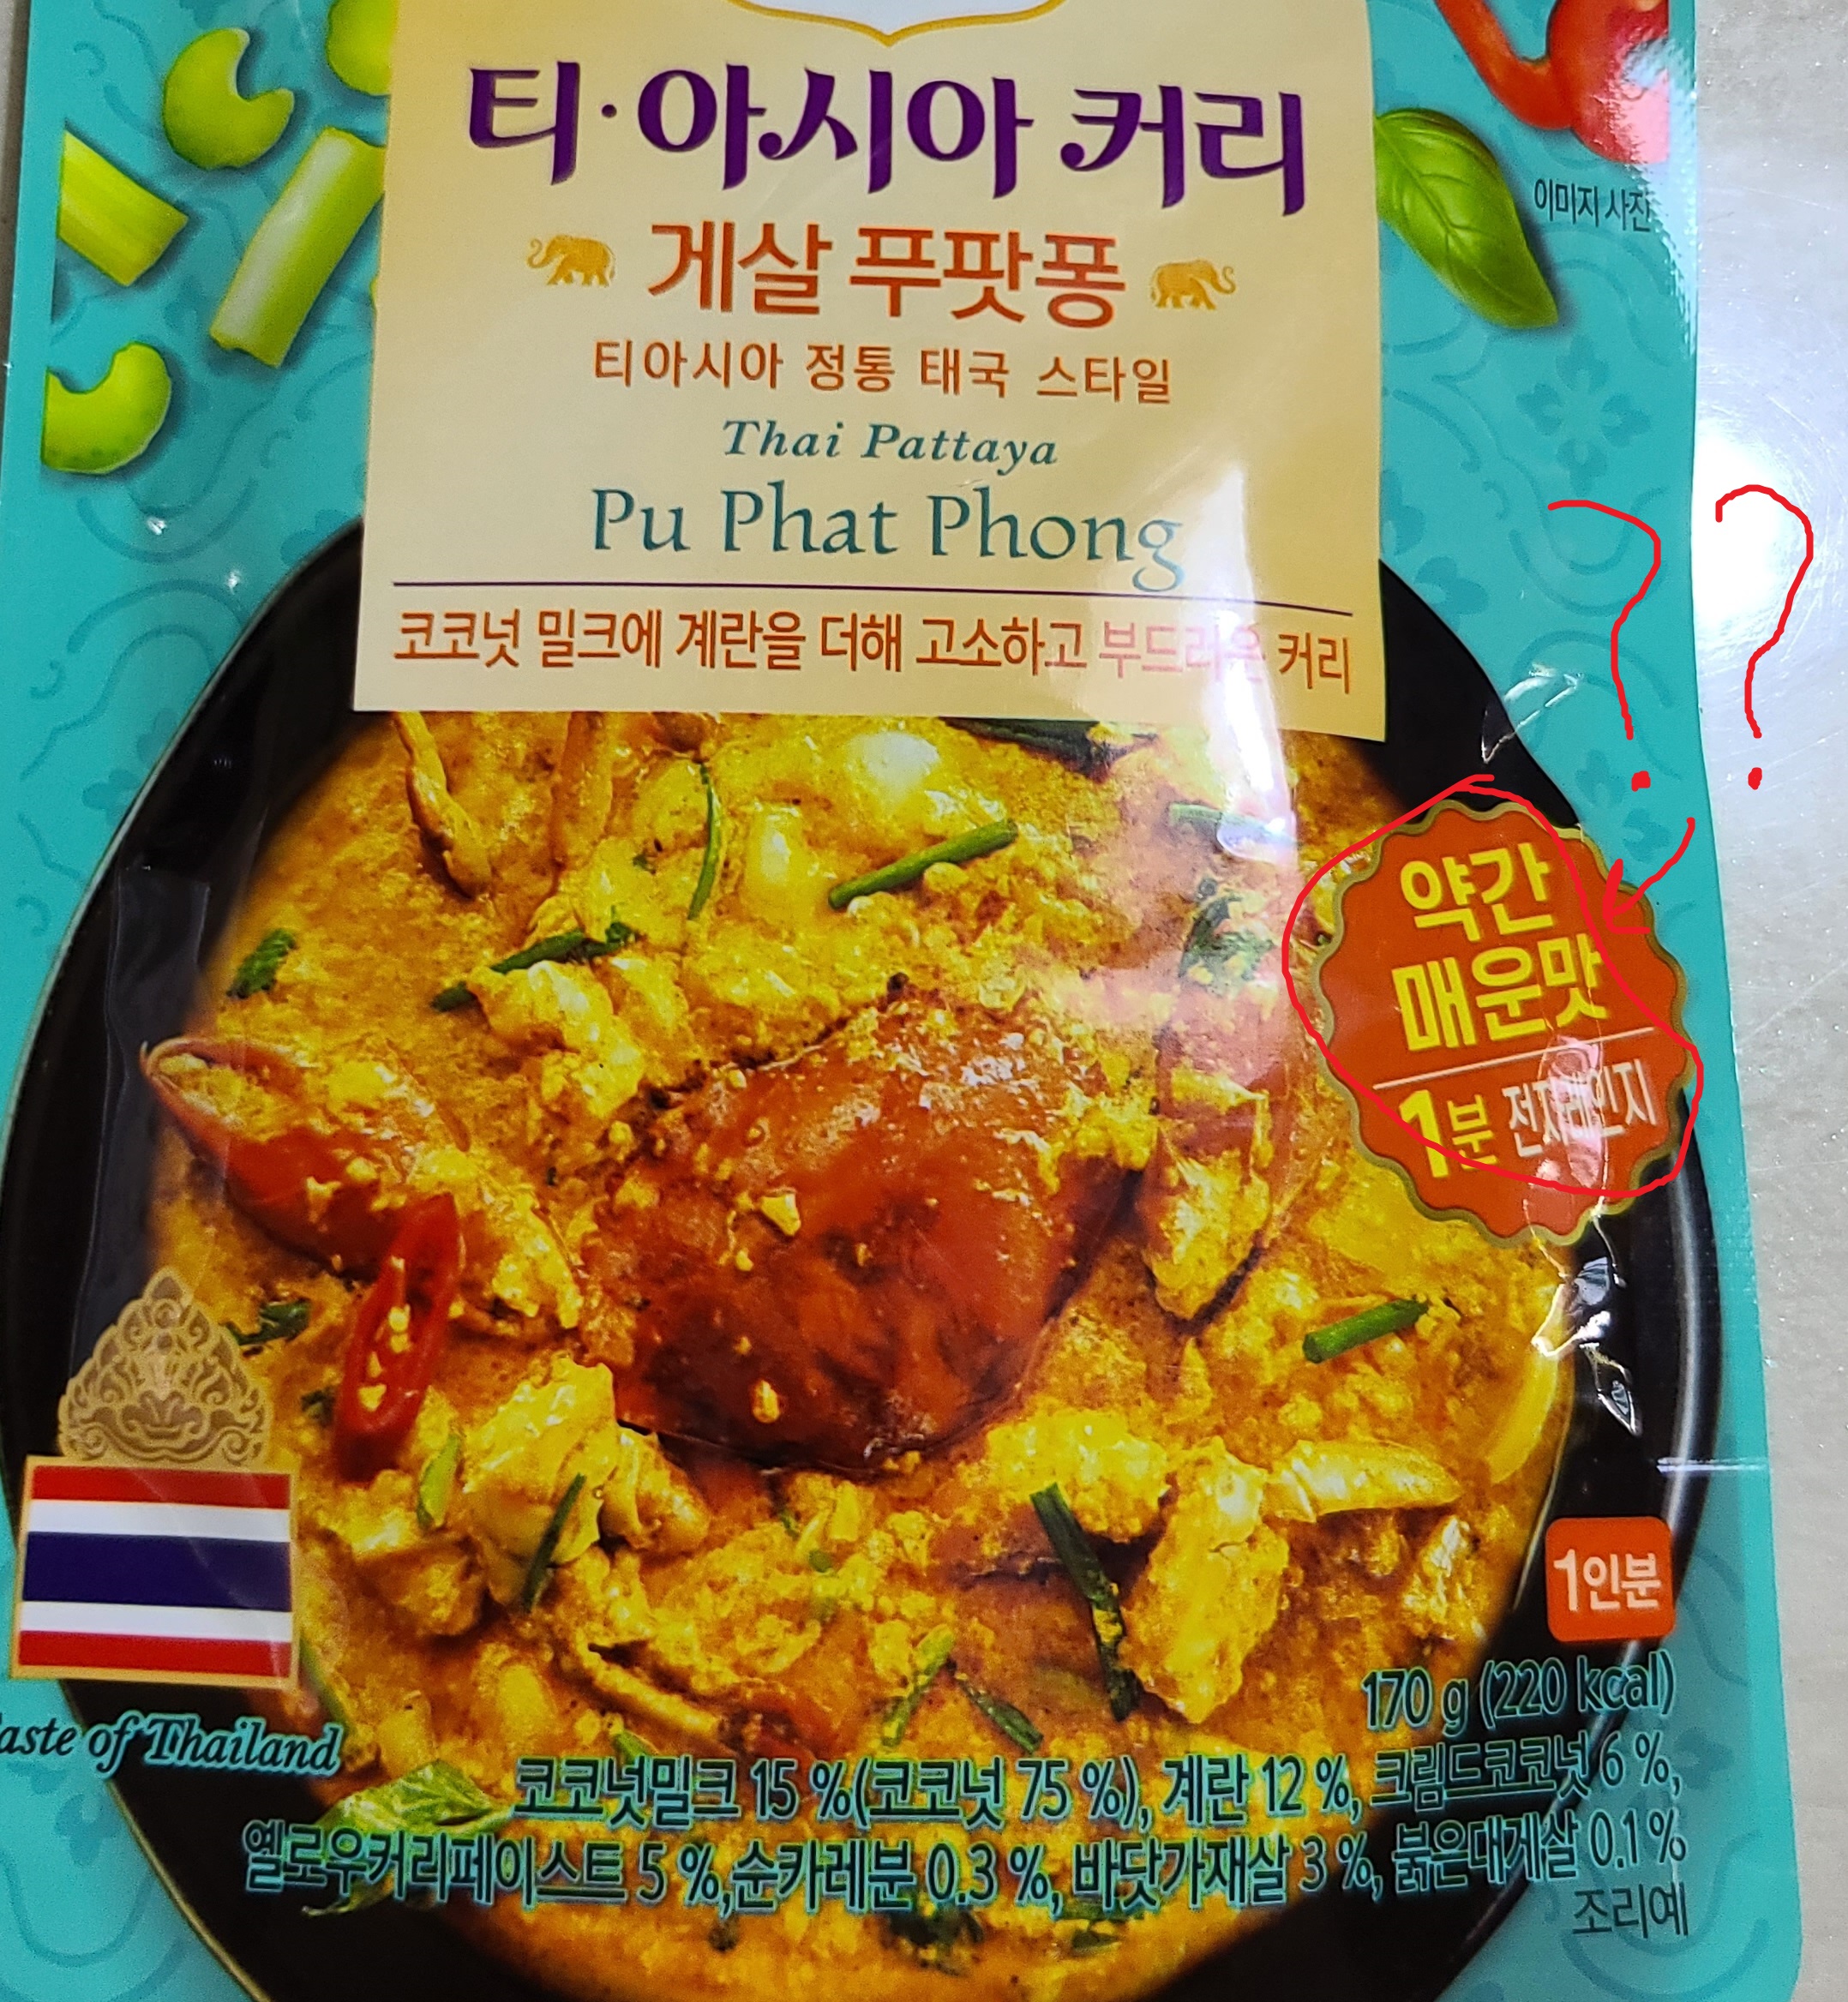 티·아시아 커리
이미지 사진
게살 푸팟퐁
티아시아 정통 태국 스타일
Thai Pattaya
Pu Phat Phong
코코넛 밀크에 계란을 더해 고소하고 부드러운 커리
??
약간
매운맛
1분 전자레인지
1인분
170 g (220 kcal)
aste of Thailand
코코넛밀크 15 %(코코넛 75 %), 계란 12 %, 크림드코코넛 6 %,
옐로우커리페이스트 5 %,순카레분 0.3 %, 바닷가재살 3 %, 붉은대게살 0.1 %
조리예